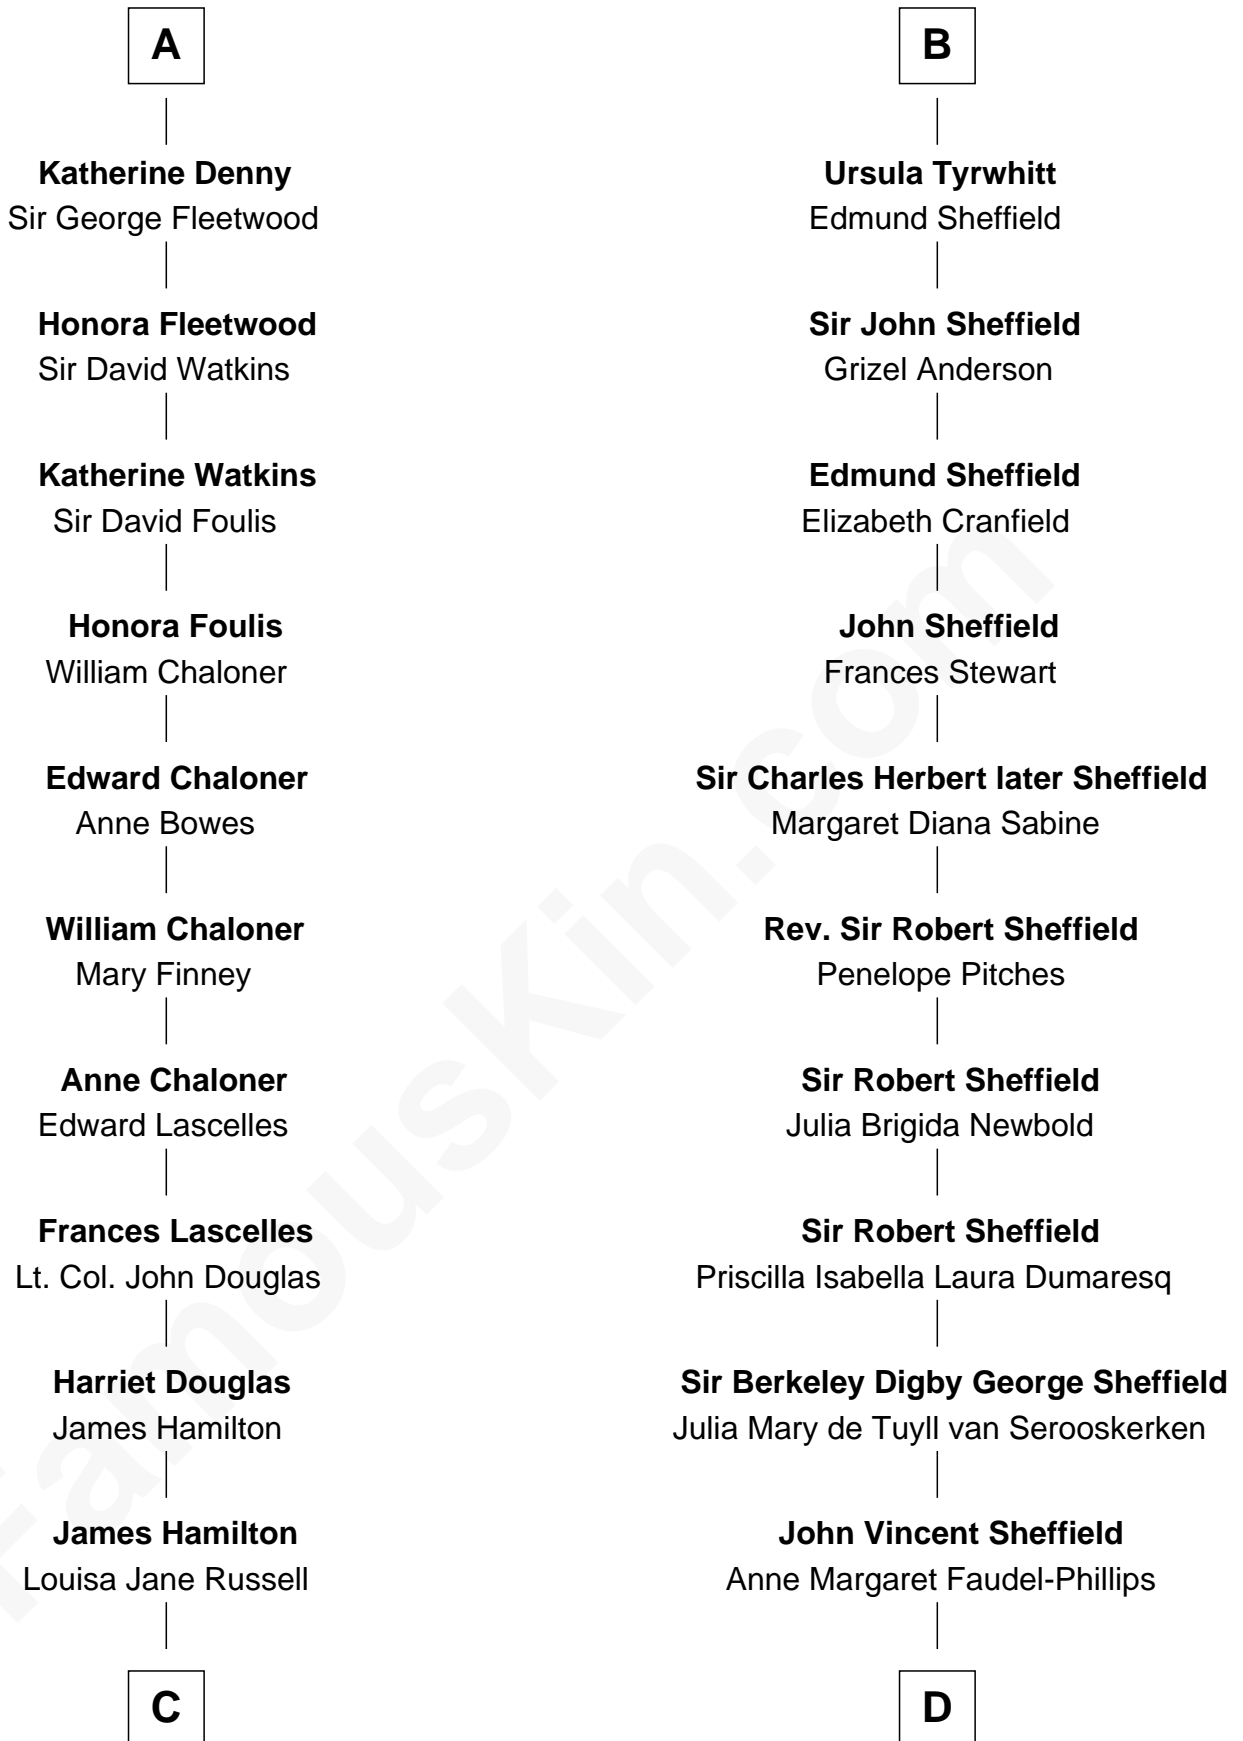 A
Katherine Denny
Sir George Fleetwood
Honora Fleetwood
Sir David Watkins
Katherine Watkins
Sir David Foulis
Honora Foulis
William Chaloner
Edward Chaloner
Anne Bowes
William Chaloner
Mary Finney
Anne Chaloner
Edward Lascelles
Frances Lascelles
Lt. Col. John Douglas
Harriet Douglas
James Hamilton
James Hamilton
Louisa Jane Russell
C
B
Ursula Tyrwhitt
Edmund Sheffield
Sir John Sheffield
Grizel Anderson
Edmund Sheffield
Elizabeth Cranfield
John Sheffield
Frances Stewart
Sir Charles Herbert later Sheffield
Margaret Diana Sabine
Rev. Sir Robert Sheffield
Penelope Pitches
Sir Robert Sheffield
Julia Brigida Newbold
Sir Robert Sheffield
Priscilla Isabella Laura Dumaresq
Sir Berkeley Digby George Sheffield
Julia Mary de Tuyll van Serooskerken
John Vincent Sheffield
Anne Margaret Faudel-Phillips
D
FamousKin.com